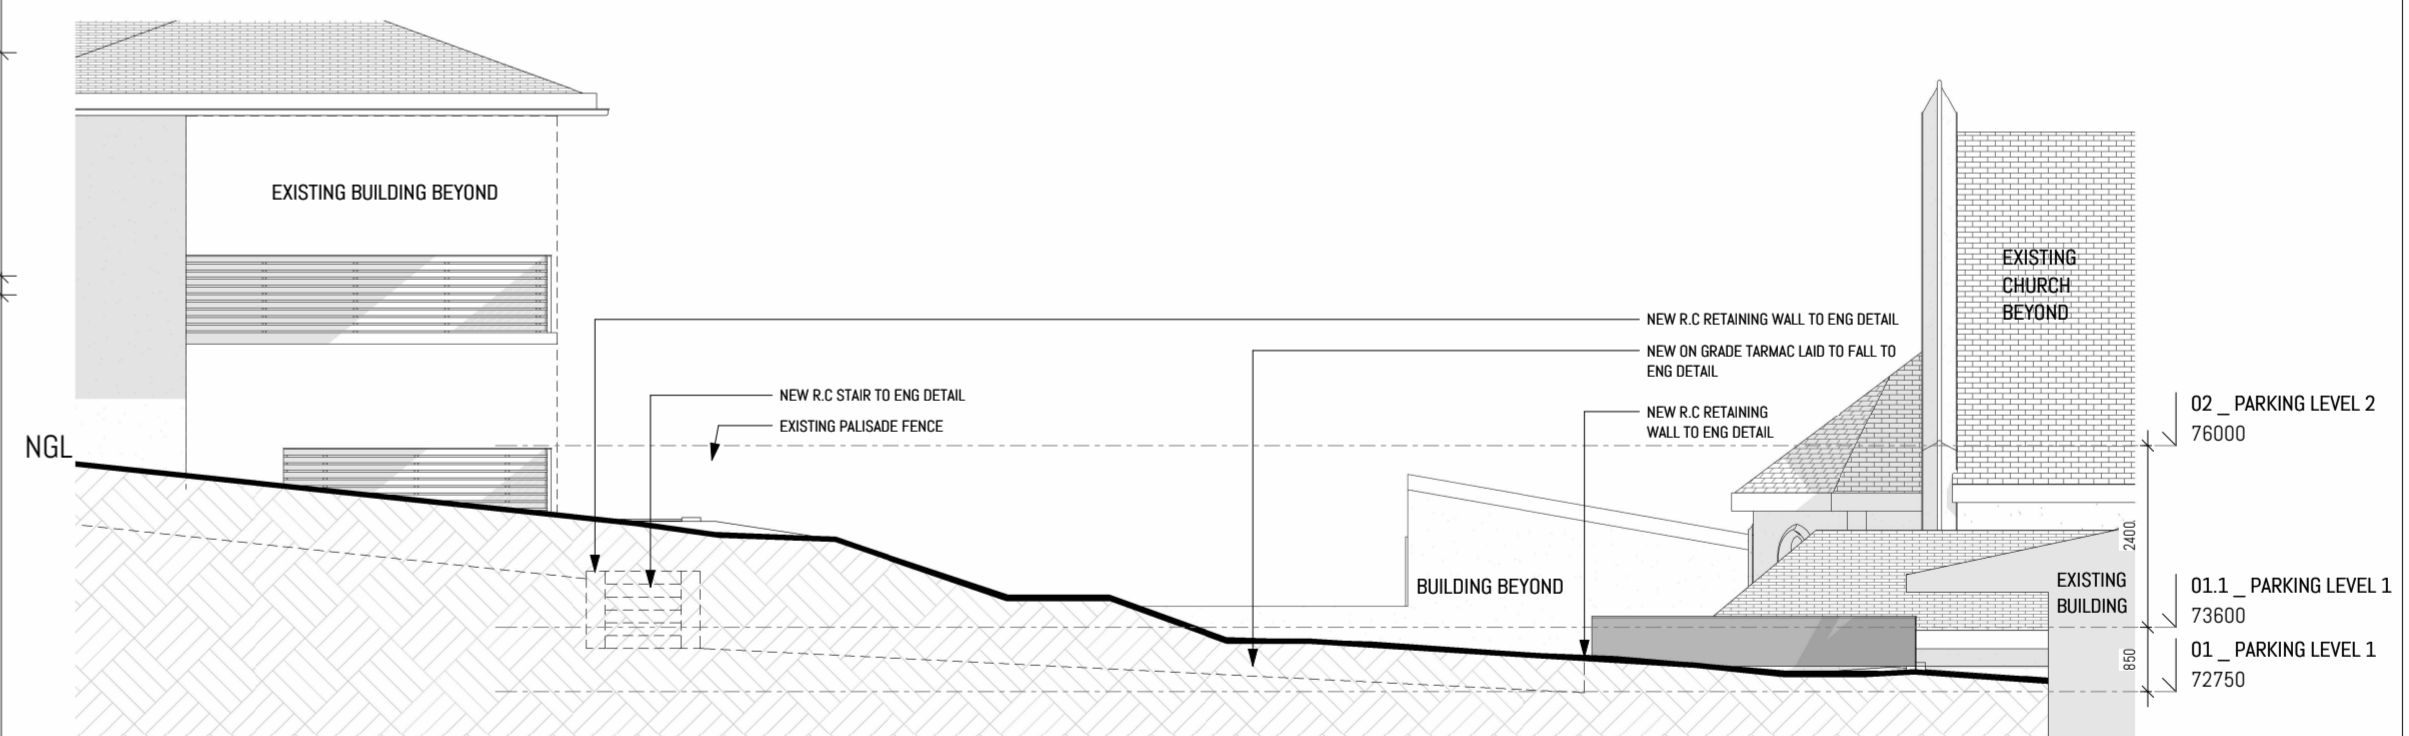 EXISTING BUILDING BEYOND
NGL
NEW R.C STAIR TO ENG DETAIL
EXISTING PALISADE FENCE
NEW R.C RETAINING WALL TO ENG DETAIL
NEW ON GRADE TARMAC LAID TO FALL TO
ENG DETAIL
NEW R.C RETAINING
WALL TO ENG DETAIL
BUILDING BEYOND
EXISTING
CHURCH
BEYOND
EXISTING
BUILDING
2400
850
02 _ PARKING LEVEL 2
76000
01.1 _ PARKING LEVEL 1
73600
01 _ PARKING LEVEL 1
72750